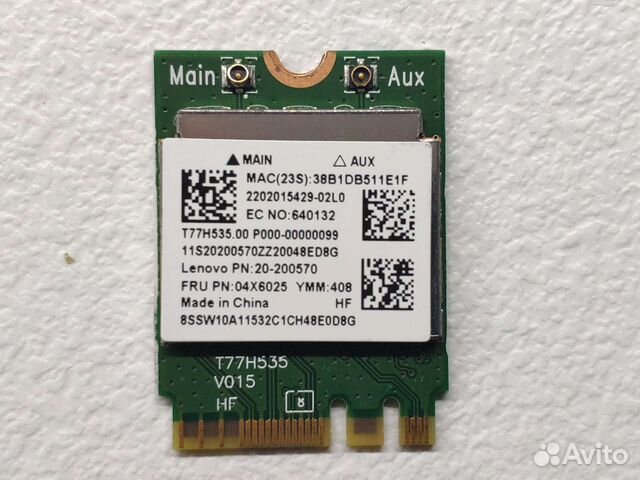 Main Aux
▲ MAIN △ AUX
MAC(23S):38B1DB511E1F
2202015429-02L0
EC NO:640132
T77H535.00 P000-00000099
11S20200570ZZ20048ED8G
Lenovo PN:20-200570
FRU PN:04X6025 YMM:408
Made in China HF
8SSW10A11532C1CH48E0D8G
T77H535
V015
HF 8
Avito